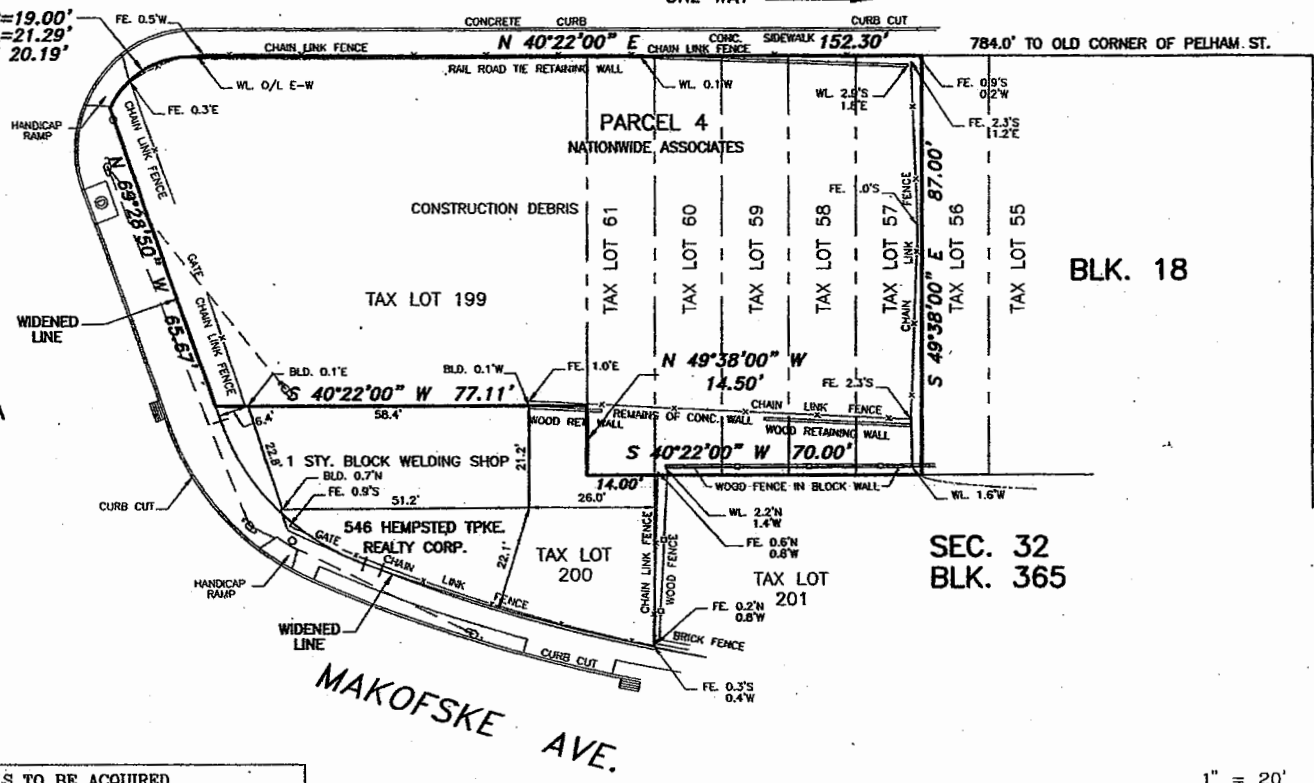 =19.00'
=21.29'
20.19'
FE. 0.5'W
CONCRETE CURB
CURB CUT
CHAIN LINK FENCE
N 40°22'00" E
CONC. SIDEWALK
CHAIN LINK FENCE
152.30'
784.0' TO OLD CORNER OF PELHAM ST.
RAIL ROAD TIE RETAINING WALL
WL. O/L E-W
WL. 0.1'W
WL. 2.9'S
1.8'E
FE. 0.9'S
0.2'W
FE. 0.3'E
FE. 2.3'S
1.2'E
HANDICAP
RAMP
CHAIN LINK FENCE
PARCEL 4
NATIONWIDE ASSOCIATES
N 69°28'50" W 65.67'
CONSTRUCTION DEBRIS
TAX LOT 61
TAX LOT 60
TAX LOT 59
TAX LOT 58
TAX LOT 57
TAX LOT 56
TAX LOT 55
FE. .0'S
CHAIN LINK FENCE
S 49°38'00" E 87.00'
BLK. 18
GATE
CHAIN LINK FENCE
TAX LOT 199
WIDENED
LINE
BLD. 0.1'E
BLD. 0.1'W
FE. 1.0'E
N 49°38'00" W
14.50'
FE. 2.3'S
S 40°22'00" W 77.11'
6.4'
58.4'
CHAIN LINK FENCE
REMAINS OF CONC. WALL
WOOD RET WALL
WOOD RETAINING WALL
22.8'
1 STY. BLOCK WELDING SHOP
21.2'
S 40°22'00" W 70.00'
BLD. 0.7'N
FE. 0.9'S
14.00'
WOOD FENCE IN BLOCK WALL
WL. 1.6'W
51.2'
26.0'
CURB CUT
WL. 2.2'N
1.4'W
546 HEMPSTED TPKE.
REALTY CORP.
GATE
CHAIN LINK FENCE
22.1'
TAX LOT
200
CHAIN LINK FENCE
WOOD FENCE
FE. 0.6'N
0.8'W
TAX LOT
201
SEC. 32
BLK. 365
HANDICAP
RAMP
FE. 0.2'N
0.8'W
WIDENED
LINE
BRICK FENCE
CURB CUT
FE. 0.3'S
0.4'W
MAKOFSKE AVE.
S TO BE ACQUIRED
1" = 20'